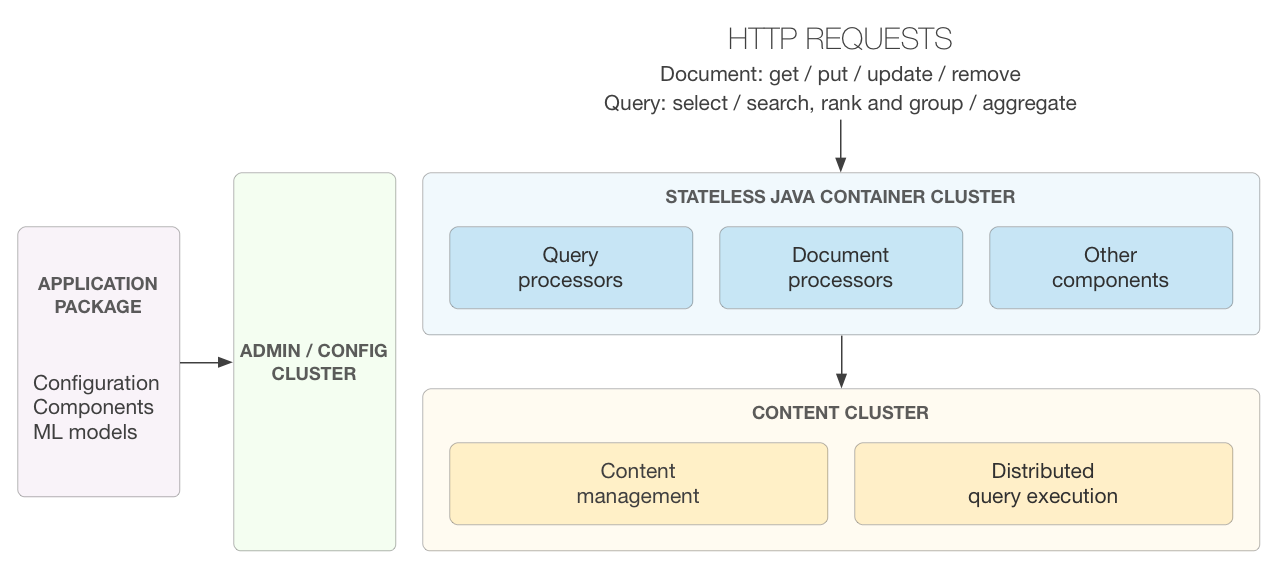 HTTP REQUESTS
Document: get / put / update / remove
Query: select / search, rank and group / aggregate
APPLICATION
PACKAGE
Configuration
Components
ML models
ADMIN / CONFIG
CLUSTER
STATELESS JAVA CONTAINER CLUSTER
Query
processors
Document
processors
Other
components
CONTENT CLUSTER
Content
management
Distributed
query execution